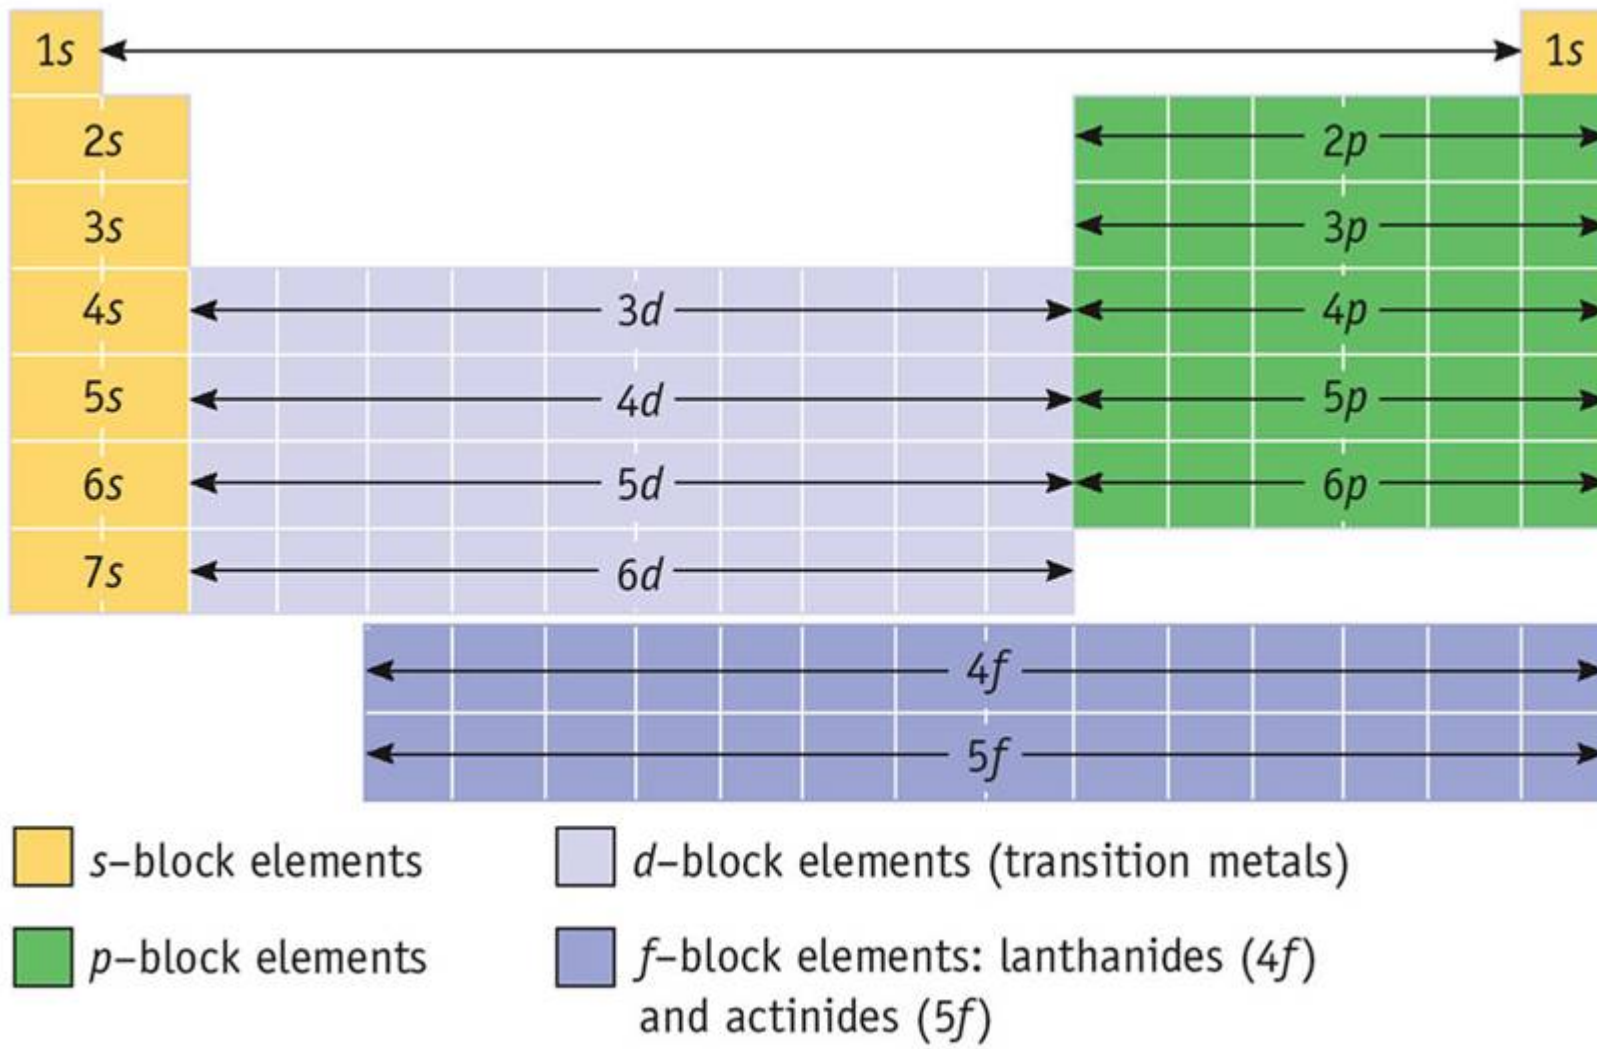 1s 1s
2s 2p
3s 3p
4s 3d 4p
5s 4d 5p
6s 5d 6p
7s 6d
4f
5f
s–block elements
d–block elements (transition metals)
p–block elements
f–block elements: lanthanides (4f)
and actinides (5f)